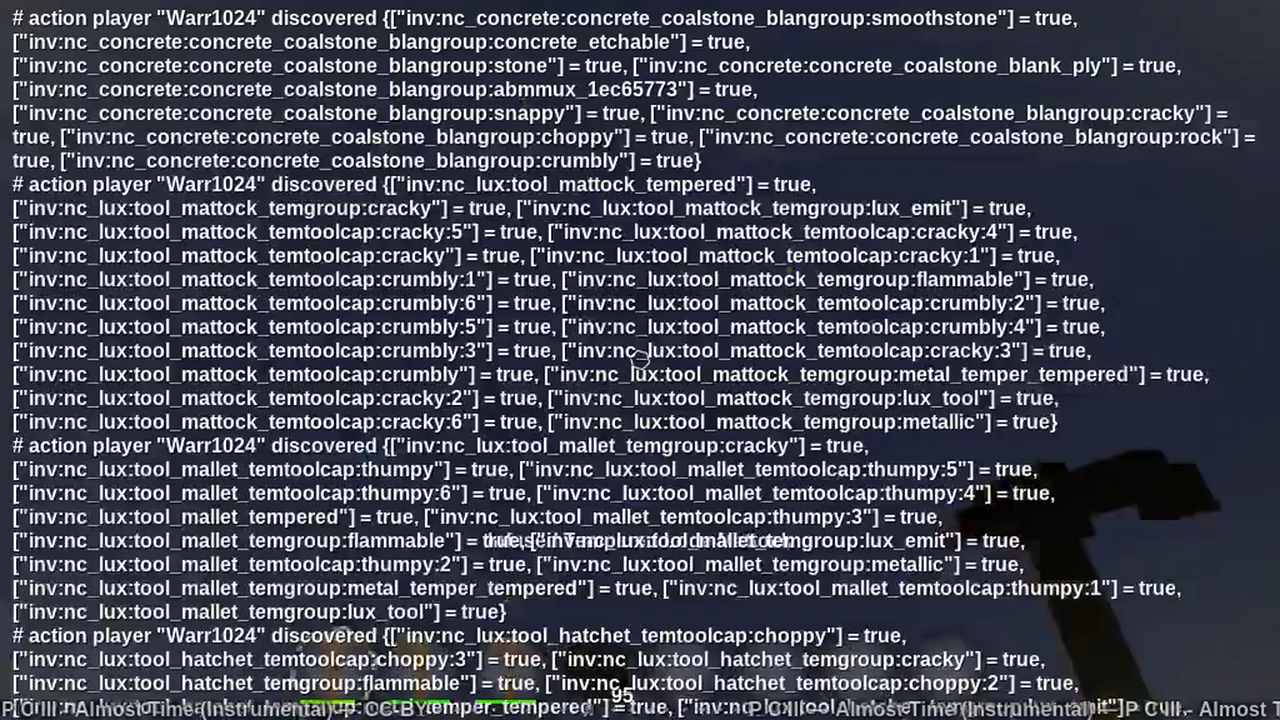 # action player "Warr1024" discovered {["inv:nc_concrete:concrete_coalstone_blangroup:smoothstone"] = true,
["inv:nc_concrete:concrete_coalstone_blangroup:concrete_etchable"] = true,
["inv:nc_concrete:concrete_coalstone_blangroup:stone"] = true, ["inv:nc_concrete:concrete_coalstone_blank_ply"] = true,
["inv:nc_concrete:concrete_coalstone_blangroup:abmmux_1ec65773"] = true,
["inv:nc_concrete:concrete_coalstone_blangroup:snappy"] = true, ["inv:nc_concrete:concrete_coalstone_blangroup:cracky"] =
true, ["inv:nc_concrete:concrete_coalstone_blangroup:choppy"] = true, ["inv:nc_concrete:concrete_coalstone_blangroup:rock"] =
true, ["inv:nc_concrete:concrete_coalstone_blangroup:crumbly"] = true}
# action player "Warr1024" discovered {["inv:nc_lux:tool_mattock_tempered"] = true,
["inv:nc_lux:tool_mattock_temgroup:cracky"] = true, ["inv:nc_lux:tool_mattock_temgroup:lux_emit"] = true,
["inv:nc_lux:tool_mattock_temtoolcap:cracky:5"] = true, ["inv:nc_lux:tool_mattock_temtoolcap:cracky:4"] = true,
["inv:nc_lux:tool_mattock_temtoolcap:cracky"] = true, ["inv:nc_lux:tool_mattock_temtoolcap:cracky:1"] = true,
["inv:nc_lux:tool_mattock_temtoolcap:crumbly:1"] = true, ["inv:nc_lux:tool_mattock_temgroup:flammable"] = true,
["inv:nc_lux:tool_mattock_temtoolcap:crumbly:6"] = true, ["inv:nc_lux:tool_mattock_temtoolcap:crumbly:2"] = true,
["inv:nc_lux:tool_mattock_temtoolcap:crumbly:5"] = true, ["inv:nc_lux:tool_mattock_temtoolcap:crumbly:4"] = true,
["inv:nc_lux:tool_mattock_temtoolcap:crumbly:3"] = true, ["inv:nc_lux:tool_mattock_temtoolcap:cracky:3"] = true,
["inv:nc_lux:tool_mattock_temtoolcap:crumbly"] = true, ["inv:nc_lux:tool_mattock_temgroup:metal_temper_tempered"] = true,
["inv:nc_lux:tool_mattock_temtoolcap:cracky:2"] = true, ["inv:nc_lux:tool_mattock_temgroup:lux_tool"] = true,
["inv:nc_lux:tool_mattock_temtoolcap:cracky:6"] = true, ["inv:nc_lux:tool_mattock_temgroup:metallic"] = true}
# action player "Warr1024" discovered {["inv:nc_lux:tool_mallet_temgroup:cracky"] = true,
["inv:nc_lux:tool_mallet_temtoolcap:thumpy"] = true, ["inv:nc_lux:tool_mallet_temtoolcap:thumpy:5"] = true,
["inv:nc_lux:tool_mallet_temtoolcap:thumpy:6"] = true, ["inv:nc_lux:tool_mallet_temtoolcap:thumpy:4"] = true,
["inv:nc_lux:tool_mallet_tempered"] = true, ["inv:nc_lux:tool_mallet_temtoolcap:thumpy:3"] = true,
["inv:nc_lux:tool_mallet_temgroup:flammable"] = true, ["inv:nc_lux:tool_mallet_temgroup:lux_emit"] = true,
["inv:nc_lux:tool_mallet_temtoolcap:thumpy:2"] = true, ["inv:nc_lux:tool_mallet_temgroup:metallic"] = true,
["inv:nc_lux:tool_mallet_temgroup:metal_temper_tempered"] = true, ["inv:nc_lux:tool_mallet_temtoolcap:thumpy:1"] = true,
["inv:nc_lux:tool_mallet_temgroup:lux_tool"] = true}
# action player "Warr1024" discovered {["inv:nc_lux:tool_hatchet_temtoolcap:choppy"] = true,
["inv:nc_lux:tool_hatchet_temtoolcap:choppy:3"] = true, ["inv:nc_lux:tool_hatchet_temgroup:cracky"] = true,
["inv:nc_lux:tool_hatchet_temgroup:flammable"] = true, ["inv:nc_lux:tool_hatchet_temtoolcap:choppy:2"] = true,
95
P C III - Almost Time (Instrumental) P CC-BY P C III - Almost Time (Instrumental) P C III - Almost T